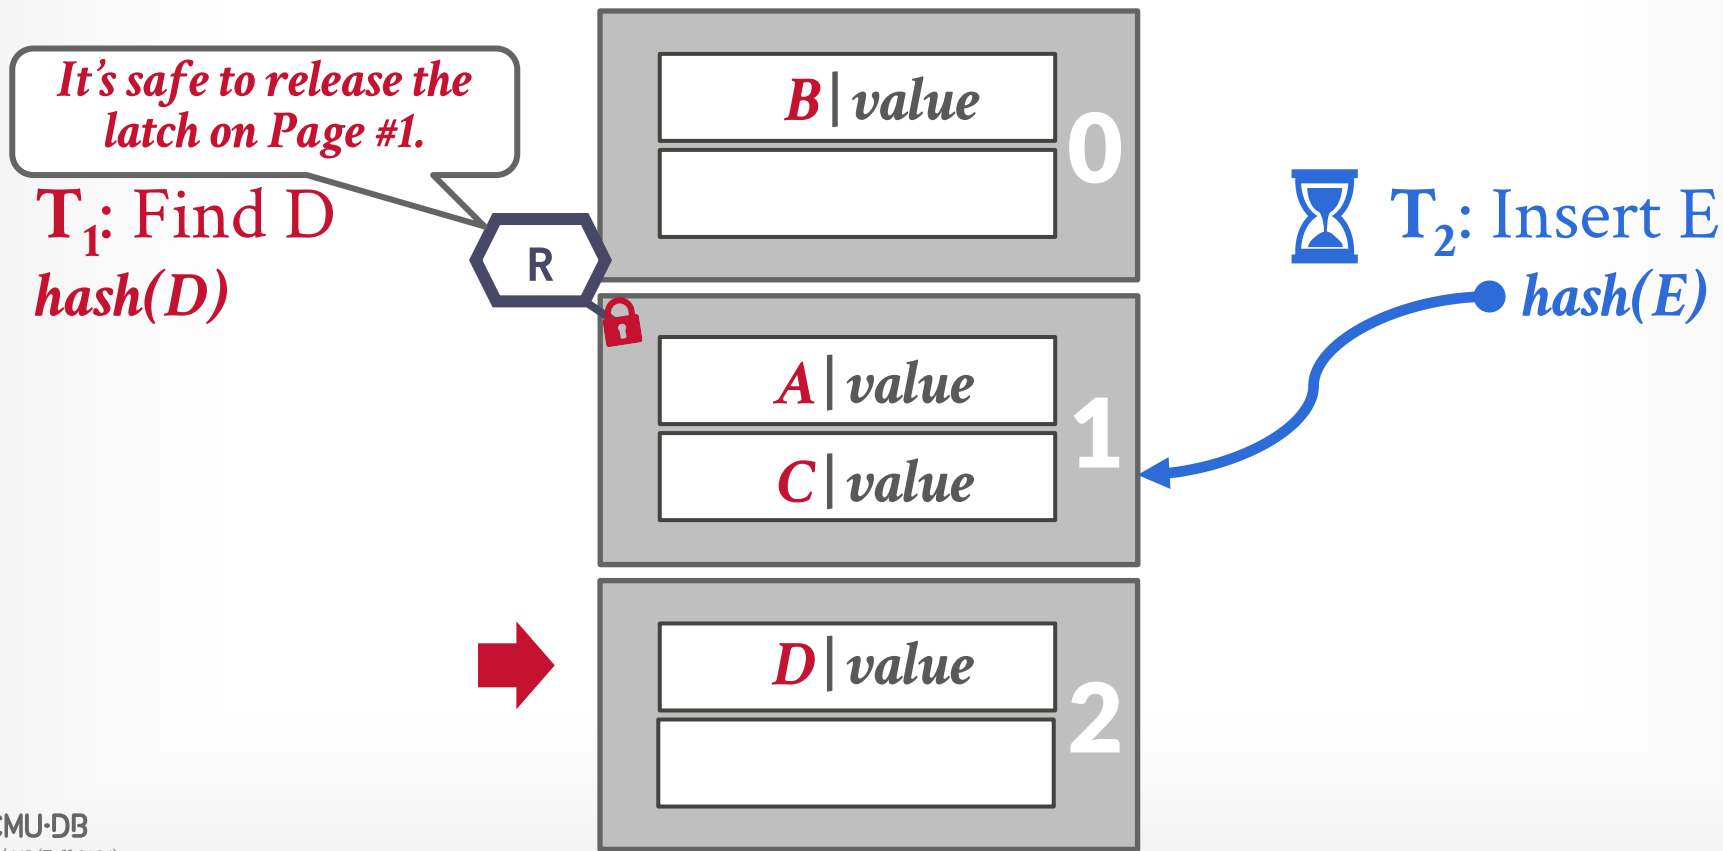 It's safe to release the
latch on Page #1.
T1: Find D
hash(D)
R
B|value
0
A|value
C|value
1
D|value
2
T2: Insert E
hash(E)
CMU·DB